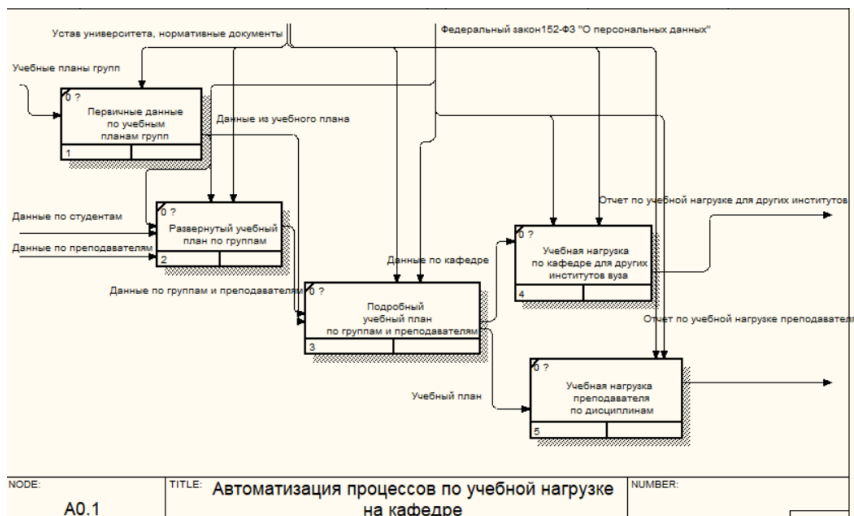 Устав университета, нормативные документы
Федеральный закон152-ФЗ "О персональных данных"
Учебные планы групп
0 ?
Первичные данные
по учебным
планам групп
1
Данные из учебного плана
Данные по студентам
Данные по преподавателям
0 ?
Развернутый учебный
план по группам
2
Отчет по учебной нагрузке для других институтов
0 ?
Учебная нагрузка
по кафедре для других
институтов вуза
4
Данные по кафедре
Данные по группам и преподавателям
0 ?
Подробный
учебный план
по группам и преподавателям
3
Отчет по учебной нагрузке преподавателя
0 ?
Учебная нагрузка
преподавателя
по дисциплинам
5
Учебный план
NODE:
A0.1
TITLE:
Автоматизация процессов по учебной нагрузке
на кафедре
NUMBER: